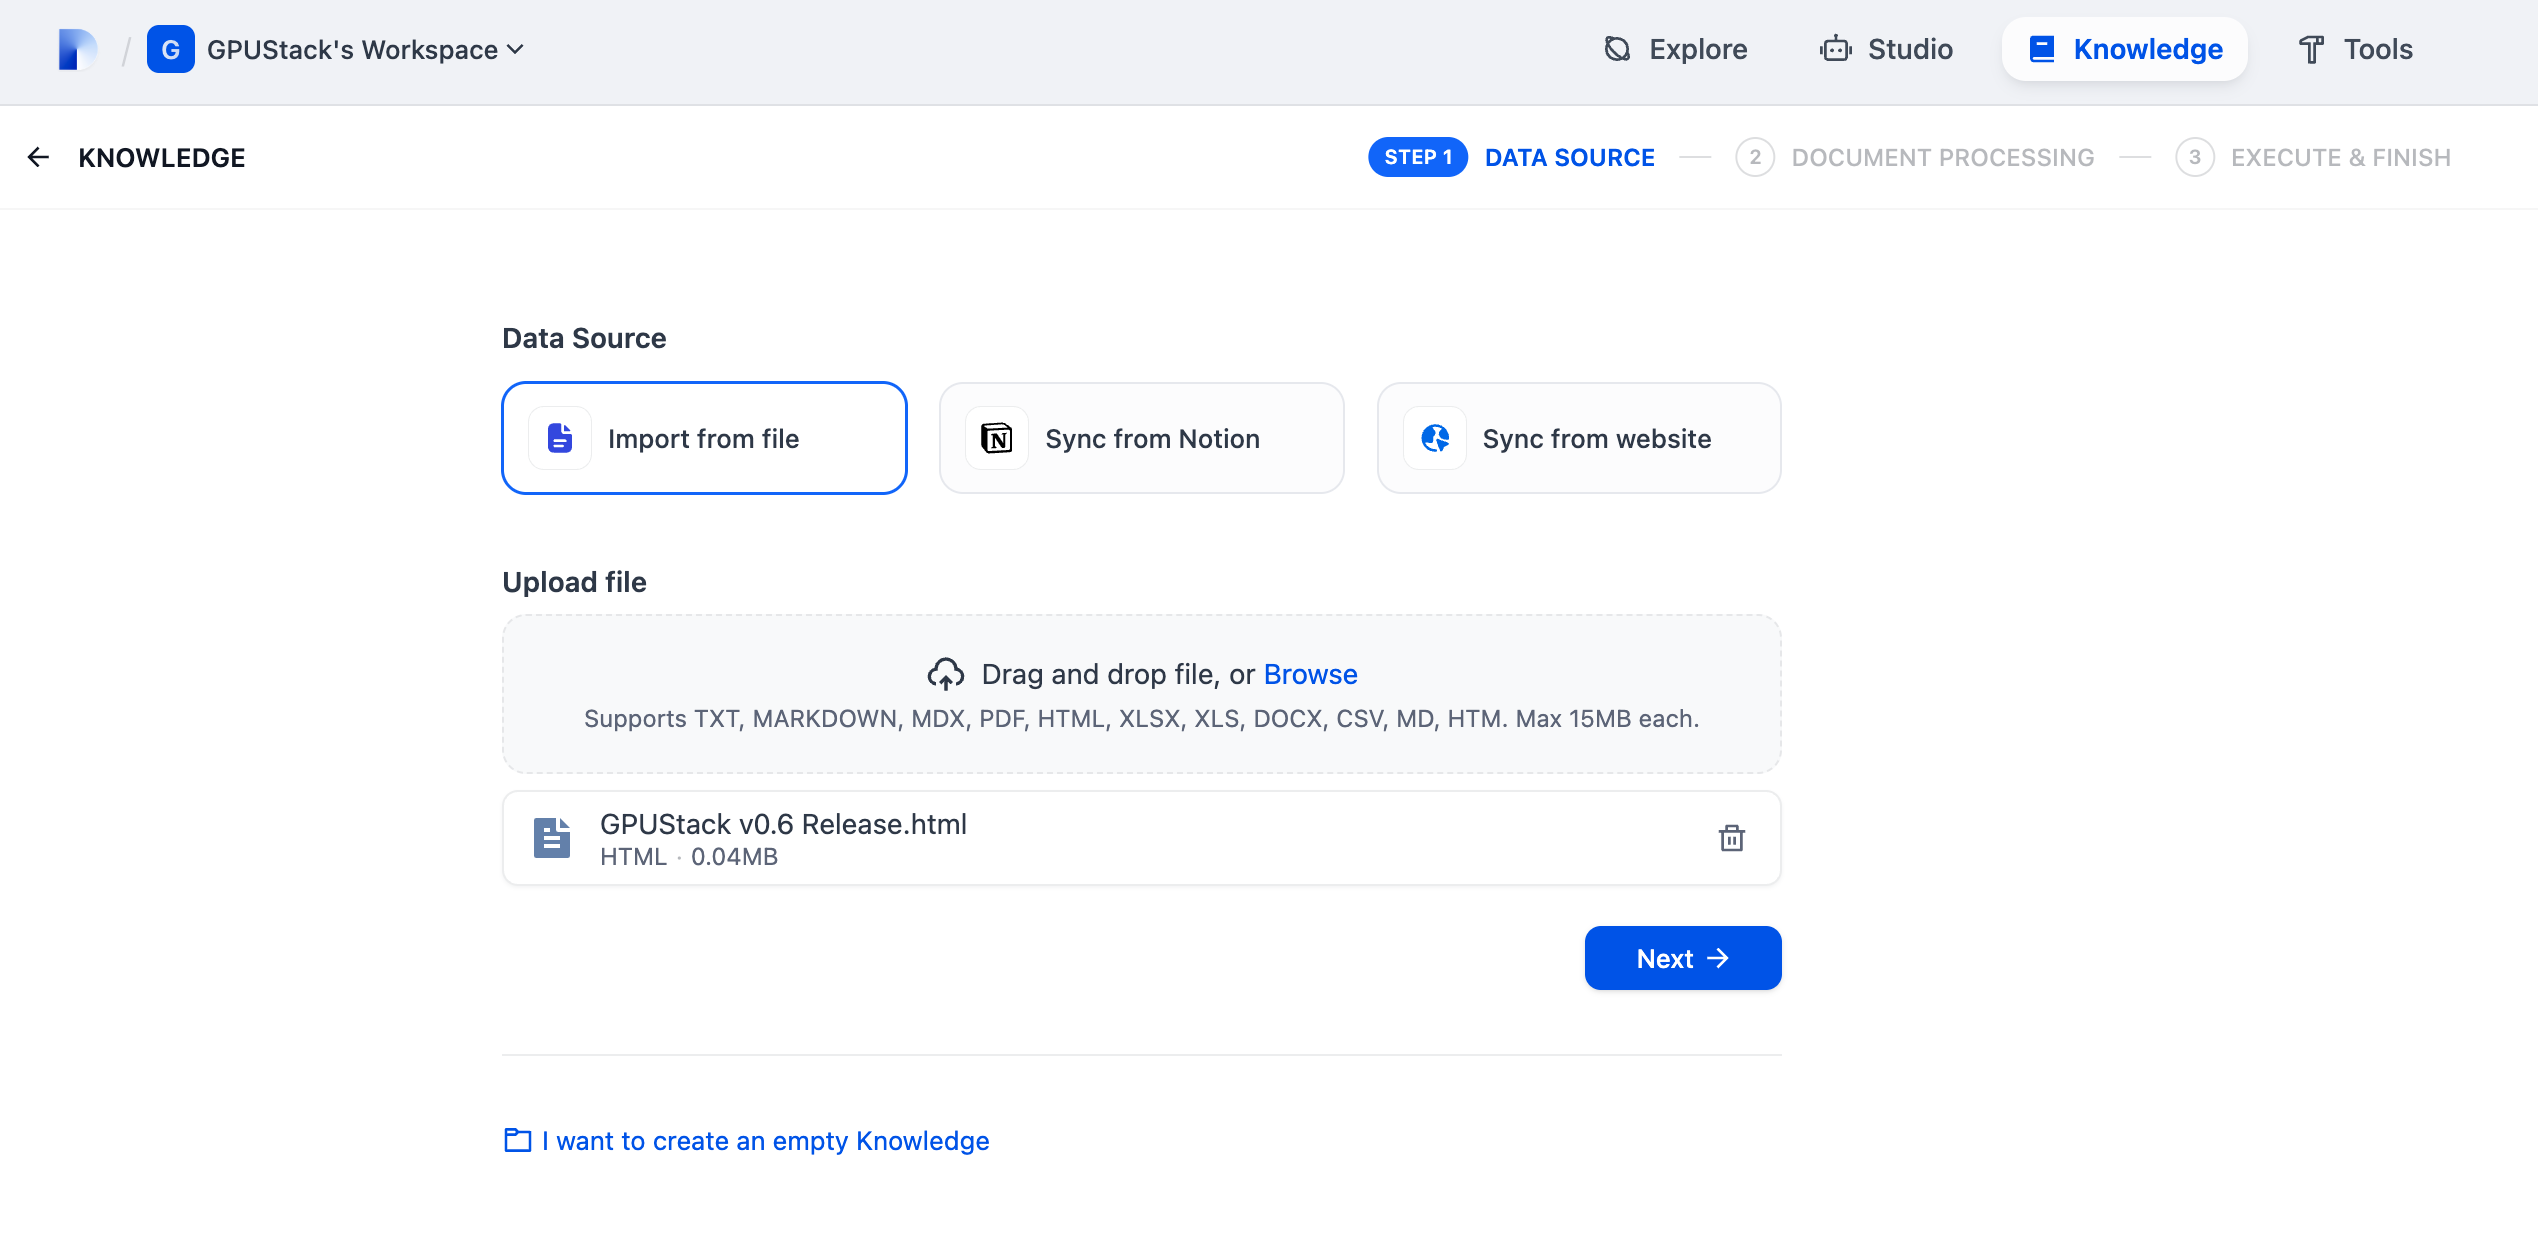 / G GPUStack's Workspace Explore Studio Knowledge Tools
KNOWLEDGE STEP 1 DATA SOURCE 2 DOCUMENT PROCESSING 3 EXECUTE & FINISH
Data Source
Import from file Sync from Notion Sync from website
Upload file
Drag and drop file, or Browse
Supports TXT, MARKDOWN, MDX, PDF, HTML, XLSX, XLS, DOCX, CSV, MD, HTM. Max 15MB each.
GPUStack v0.6 Release.html
HTML · 0.04MB
Next
I want to create an empty Knowledge